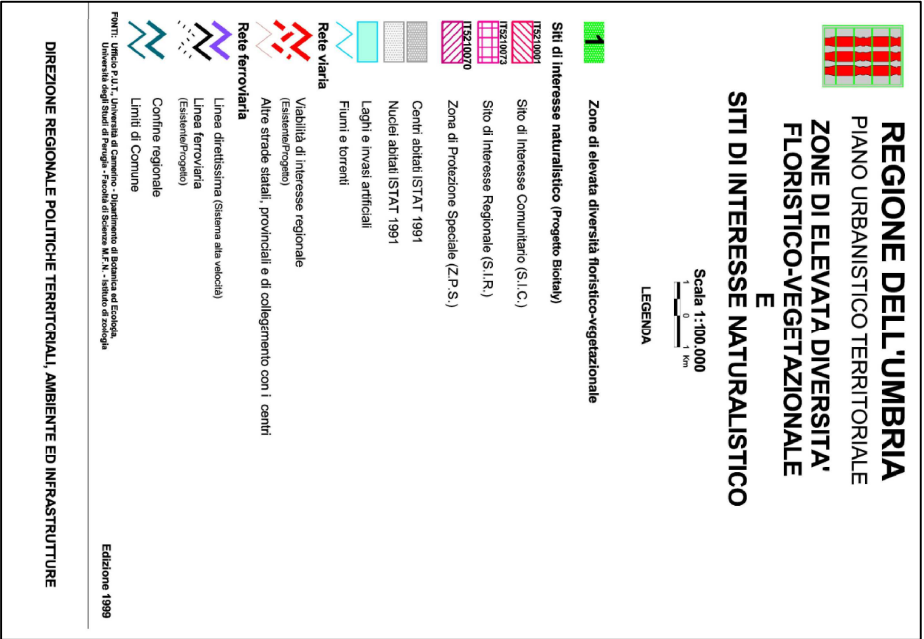 REGIONE DELL'UMBRIA
PIANO URBANISTICO TERRITORIALE
ZONE DI ELEVATA DIVERSITA'
FLORISTICO-VEGETAZIONALE
E
SITI DI INTERESSE NATURALISTICO
Scala 1:100.000
1 0 1 Km
LEGENDA
1 Zone di elevata diversità floristico-vegetazionale
Siti di interesse naturalistico (Progetto Bioitaly)
IT5210001 Sito di Interesse Comunitario (S.I.C.)
IT5210073 Sito di Interesse Regionale (S.I.R.)
IT5210070 Zona di Protezione Speciale (Z.P.S.)
Centri abitati ISTAT 1991
Nuclei abitati ISTAT 1991
Laghi e invasi artificiali
Fiumi e torrenti
Rete viaria
Viabilità di interesse regionale
(Esistente/Progetto)
Altre strade statali, provinciali e di collegamento con i centri
Rete ferroviaria
Linea direttissima (Sistema alta velocità)
Linea ferroviaria
(Esistente/Progetto)
Confine regionale
Limiti di Comune
FONTI: Ufficio P.U.T., Università di Camerino - Dipartimento di Botanica ed Ecologia,
Università degli Studi di Perugia - Facoltà di Scienze M.F.N. - Istituto di zoologia
Edizione 1999
DIREZIONE REGIONALE POLITICHE TERRITORIALI, AMBIENTE ED INFRASTRUTTURE